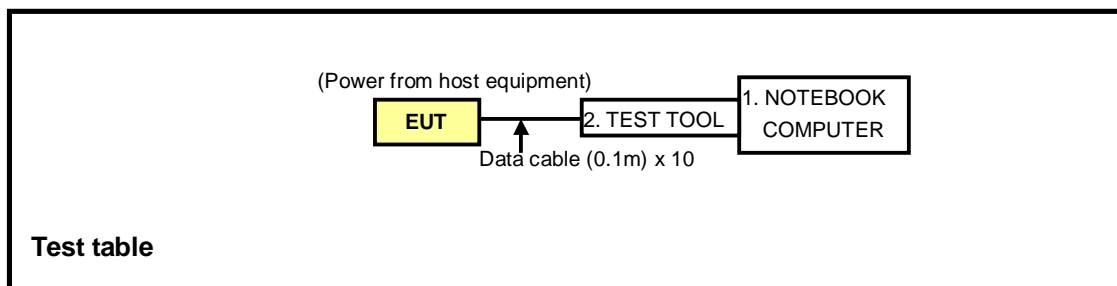 (Power from host equipment)
EUT
2. TEST TOOL
1. NOTEBOOK
COMPUTER
Data cable (0.1m) x 10
Test table